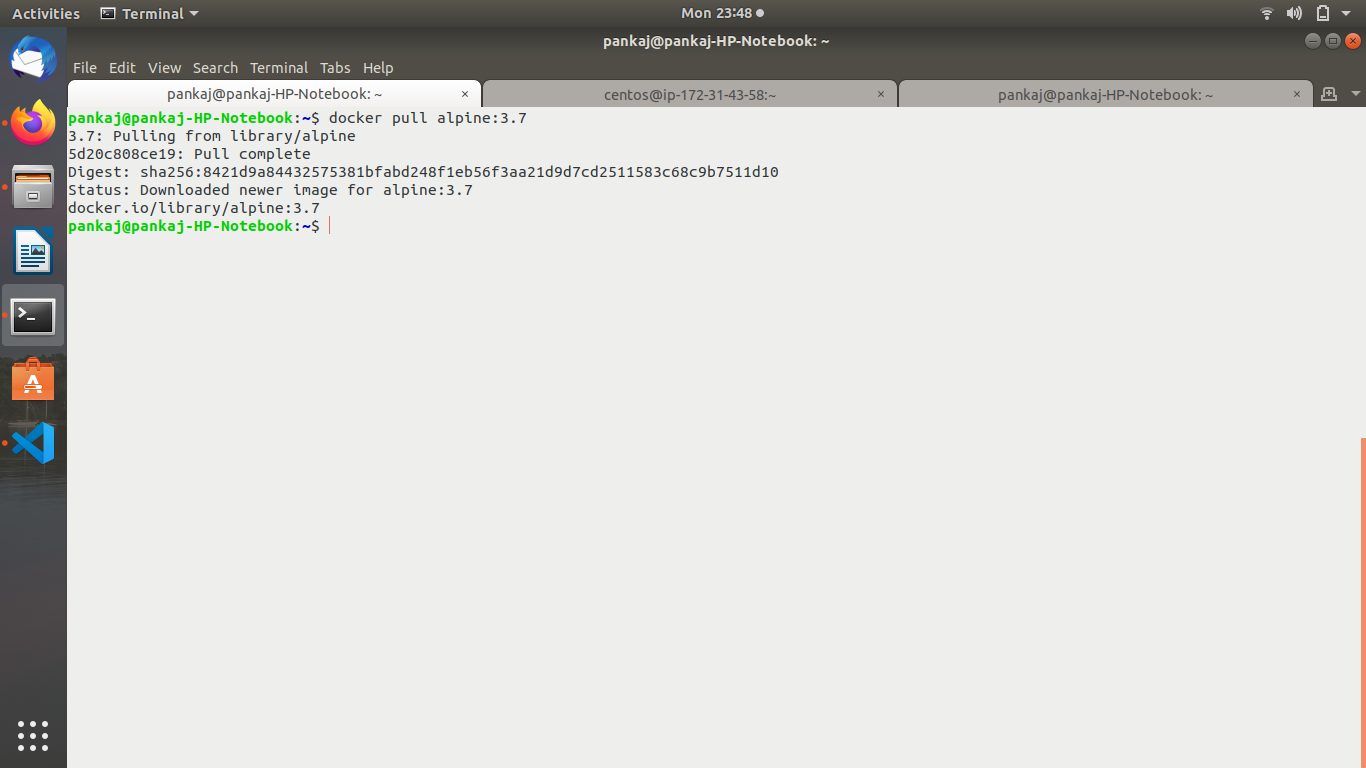 Activities Terminal Mon 23:48
pankaj@pankaj-HP-Notebook: ~
File Edit View Search Terminal Tabs Help
pankaj@pankaj-HP-Notebook: ~ × centos@ip-172-31-43-58:~ × pankaj@pankaj-HP-Notebook: ~ ×
pankaj@pankaj-HP-Notebook:~$ docker pull alpine:3.7
3.7: Pulling from library/alpine
5d20c808ce19: Pull complete
Digest: sha256:8421d9a84432575381bfabd248f1eb56f3aa21d9d7cd2511583c68c9b7511d10
Status: Downloaded newer image for alpine:3.7
docker.io/library/alpine:3.7
pankaj@pankaj-HP-Notebook:~$